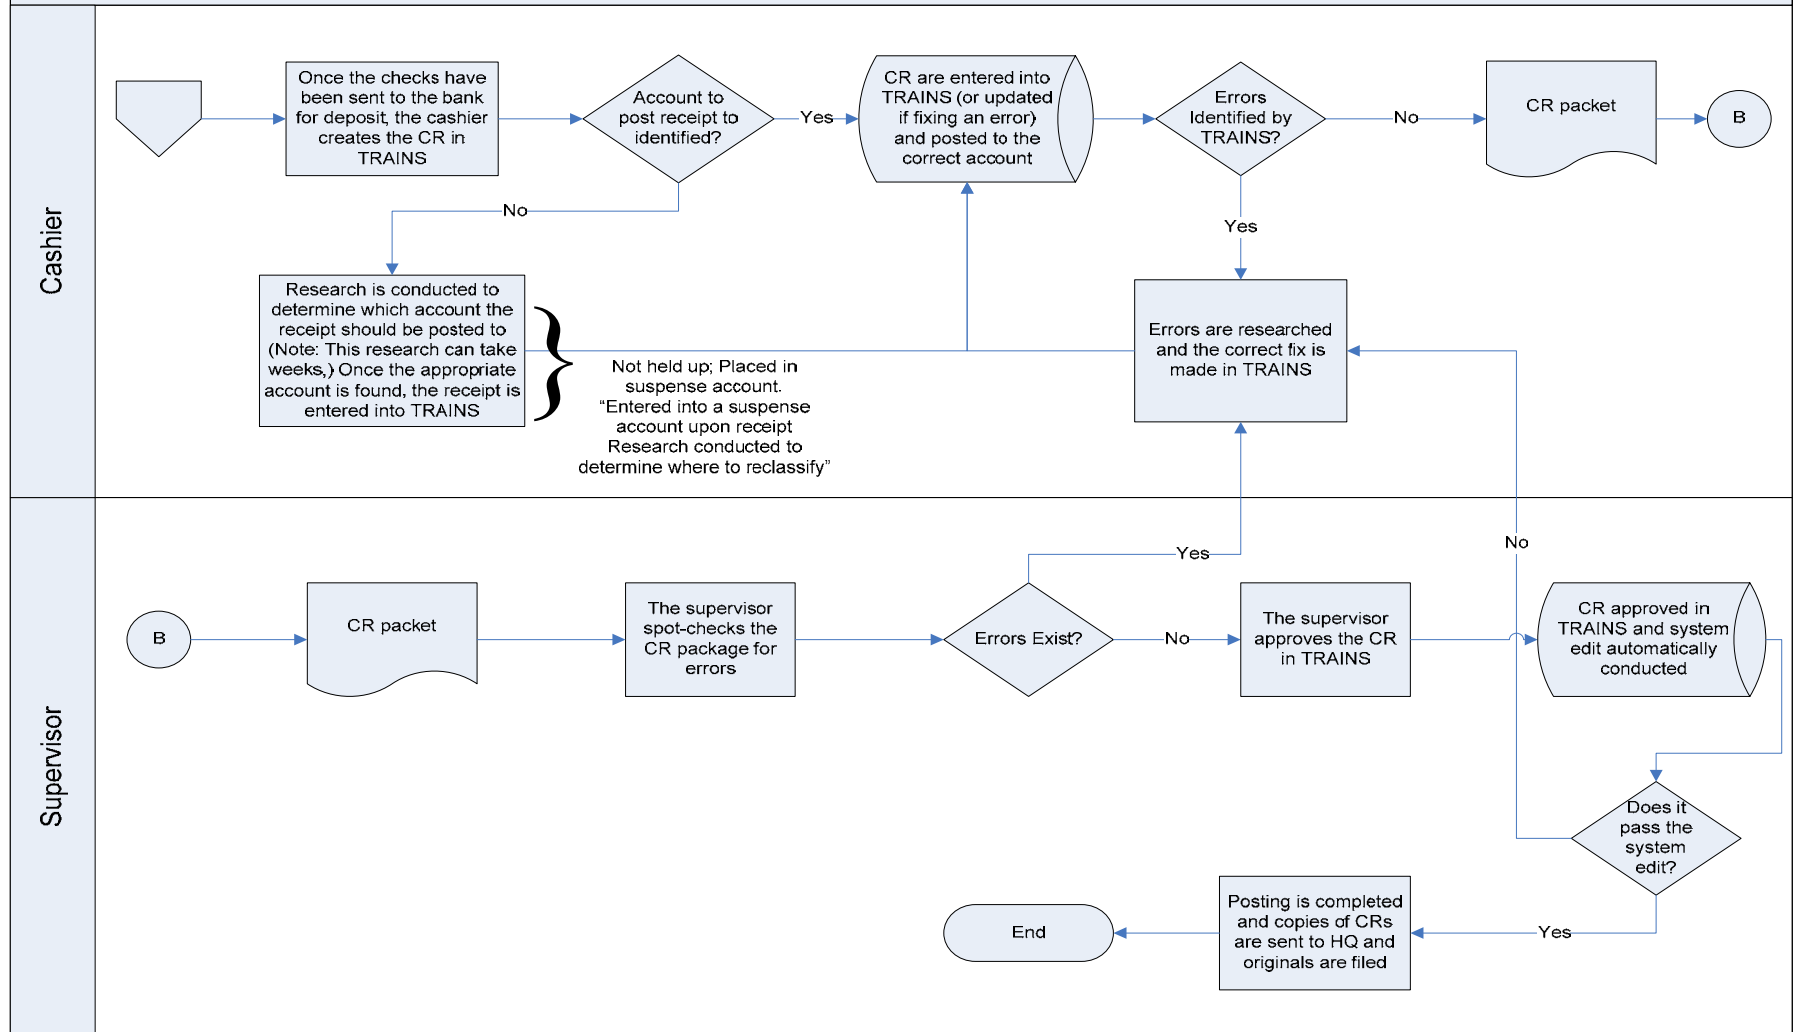 Cashier
Once the checks have
been sent to the bank
for deposit, the cashier
creates the CR in
TRAINS
Account to
post receipt to
identified?
Yes
CR are entered into
TRAINS (or updated
if fixing an error)
and posted to the
correct account
Errors
Identified by
TRAINS?
No
CR packet
B
No
Yes
Research is conducted to
determine which account the
receipt should be posted to
(Note: This research can take
weeks,) Once the appropriate
account is found, the receipt is
entered into TRAINS
Not held up; Placed in
suspense account.
“Entered into a suspense
account upon receipt
Research conducted to
determine where to reclassify”
Errors are researched
and the correct fix is
made in TRAINS
Supervisor
B
CR packet
The supervisor
spot-checks the
CR package for
errors
Errors Exist?
Yes
No
The supervisor
approves the CR
in TRAINS
No
CR approved in
TRAINS and system
edit automatically
conducted
Does it
pass the
system
edit?
Yes
Posting is completed
and copies of CRs
are sent to HQ and
originals are filed
End